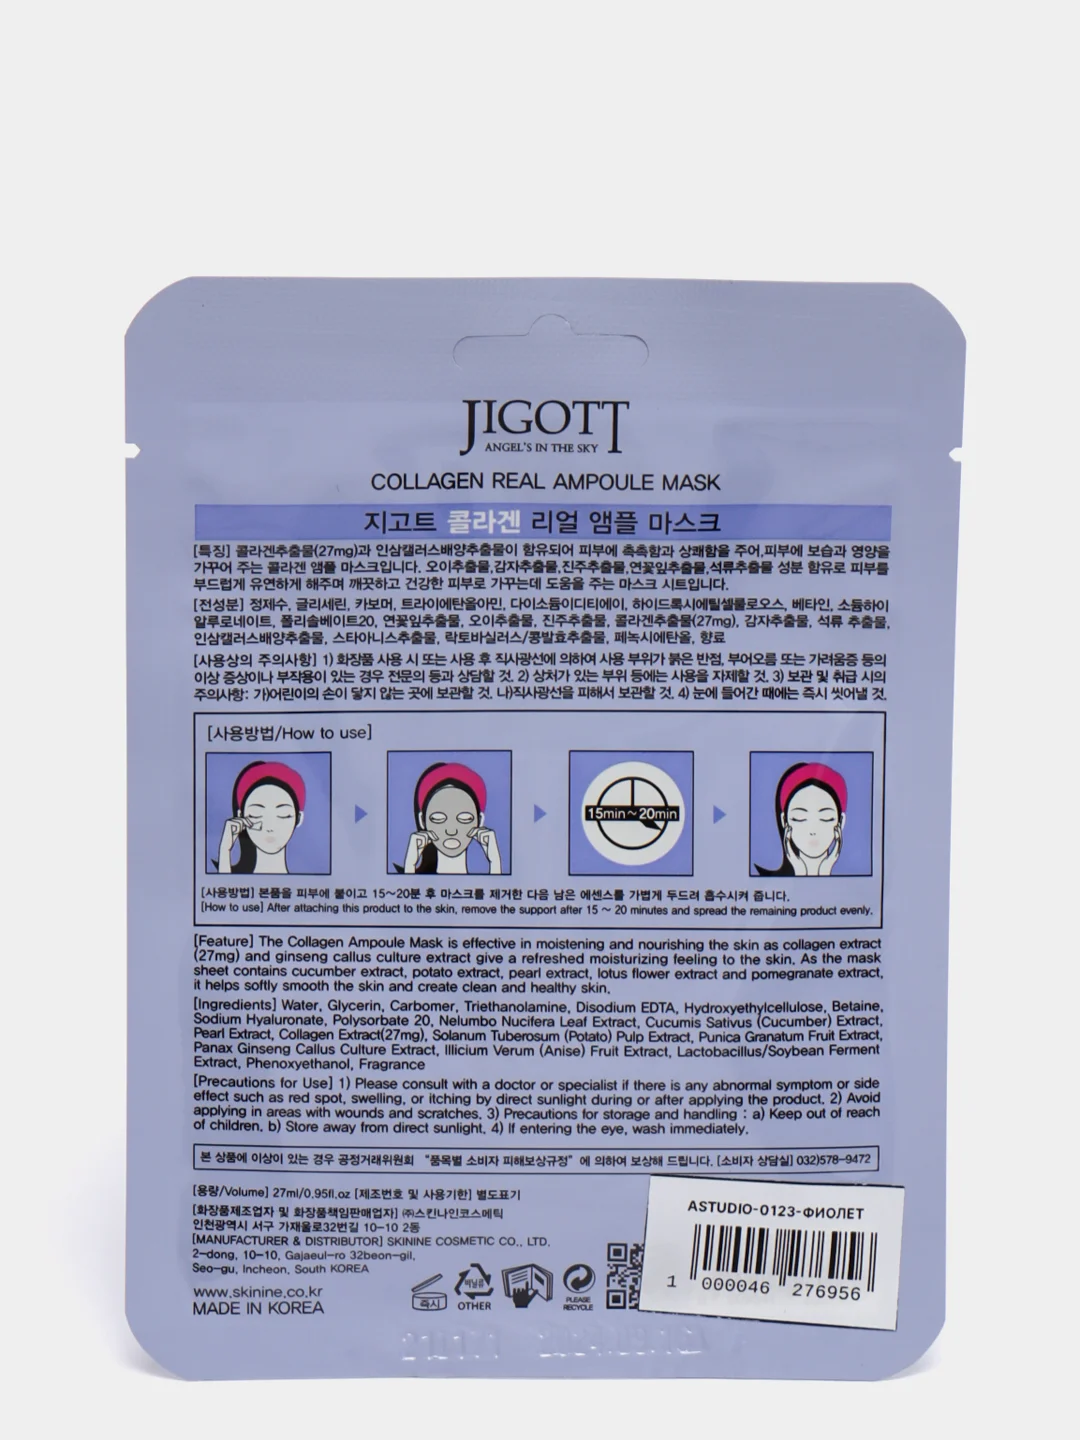 JIGOTT
ANGEL'S IN THE SKY
COLLAGEN REAL AMPOULE MASK
지고트 콜라겐 리얼 앰플 마스크
[특징] 콜라겐추출물(27mg)과 인삼캘러스배양추출물이 함유되어 피부에 촉촉함과 상쾌함을 주어,피부에 보습과 영양을
가꾸어 주는 콜라겐 앰플 마스크입니다. 오이추출물,감자추출물,진주추출물,연꽃잎추출물,석류추출물 성분 함유로 피부를
부드럽게 유연하게 해주며 깨끗하고 건강한 피부로 가꾸는데 도움을 주는 마스크 시트입니다.
[전성분] 정제수, 글리세린, 카보머, 트라이에탄올아민, 다이소듐이디티에이, 하이드록시에틸셀룰로오스, 베타인, 소듐하이
알루로네이트, 폴리솔베이트20, 연꽃잎추출물, 오이추출물, 진주추출물, 콜라겐추출물(27mg), 감자추출물, 석류 추출물,
인삼캘러스배양추출물, 스타아니스추출물, 락토바실러스/콩발효추출물, 페녹시에탄올, 향료
[사용상의 주의사항] 1) 화장품 사용 시 또는 사용 후 직사광선에 의하여 사용 부위가 붉은 반점, 부어오름 또는 가려움증 등의
이상 증상이나 부작용이 있는 경우 전문의 등과 상담할 것. 2) 상처가 있는 부위 등에는 사용을 자제할 것. 3) 보관 및 취급 시의
주의사항: 가)어린이의 손이 닿지 않는 곳에 보관할 것. 나)직사광선을 피해서 보관할 것. 4) 눈에 들어간 때에는 즉시 씻어낼 것.
[사용방법/How to use]
15min~20min
[사용방법] 본품을 피부에 붙이고 15~20분 후 마스크를 제거한 다음 남은 에센스를 가볍게 두드려 흡수시켜 줍니다.
[How to use] After attaching this product to the skin, remove the support after 15 ~ 20 minutes and spread the remaining product evenly.
[Feature] The Collagen Ampoule Mask is effective in moistening and nourishing the skin as collagen extract
(27mg) and ginseng callus culture extract give a refreshed moisturizing feeling to the skin. As the mask
sheet contains cucumber extract, potato extract, pearl extract, lotus flower extract and pomegranate extract,
it helps softly smooth the skin and create clean and healthy skin.
[Ingredients] Water, Glycerin, Carbomer, Triethanolamine, Disodium EDTA, Hydroxyethylcellulose, Betaine,
Sodium Hyaluronate, Polysorbate 20, Nelumbo Nucifera Leaf Extract, Cucumis Sativus (Cucumber) Extract,
Pearl Extract, Collagen Extract(27mg), Solanum Tuberosum (Potato) Pulp Extract, Punica Granatum Fruit Extract,
Panax Ginseng Callus Culture Extract, Illicium Verum (Anise) Fruit Extract, Lactobacillus/Soybean Ferment
Extract, Phenoxyethanol, Fragrance
[Precautions for Use] 1) Please consult with a doctor or specialist if there is any abnormal symptom or side
effect such as red spot, swelling, or itching by direct sunlight during or after applying the product. 2) Avoid
applying in areas with wounds and scratches. 3) Precautions for storage and handling : a) Keep out of reach
of children. b) Store away from direct sunlight. 4) If entering the eye, wash immediately.
본 상품에 이상이 있는 경우 공정거래위원회 “품목별 소비자 피해보상규정” 에 의하여 보상해 드립니다. [소비자 상담실] 032)578-9472
[용량/Volume] 27ml/0.95fl.oz [제조번호 및 사용기한] 별도표기
[화장품제조업자 및 화장품책임판매업자] ㈜스킨나인코스메틱
인천광역시 서구 가재울로32번길 10-10 2동
[MANUFACTURER & DISTRIBUTOR] SKININE COSMETIC CO., LTD.
2-dong, 10-10, Gajaeul-ro 32beon-gil,
Seo-gu, Incheon, South KOREA
www.skinine.co.kr
MADE IN KOREA
즉시
비닐류
OTHER
PLEASE
RECYCLE
ASTUDIO-0123-ФИОЛЕТ
1 000046 276956